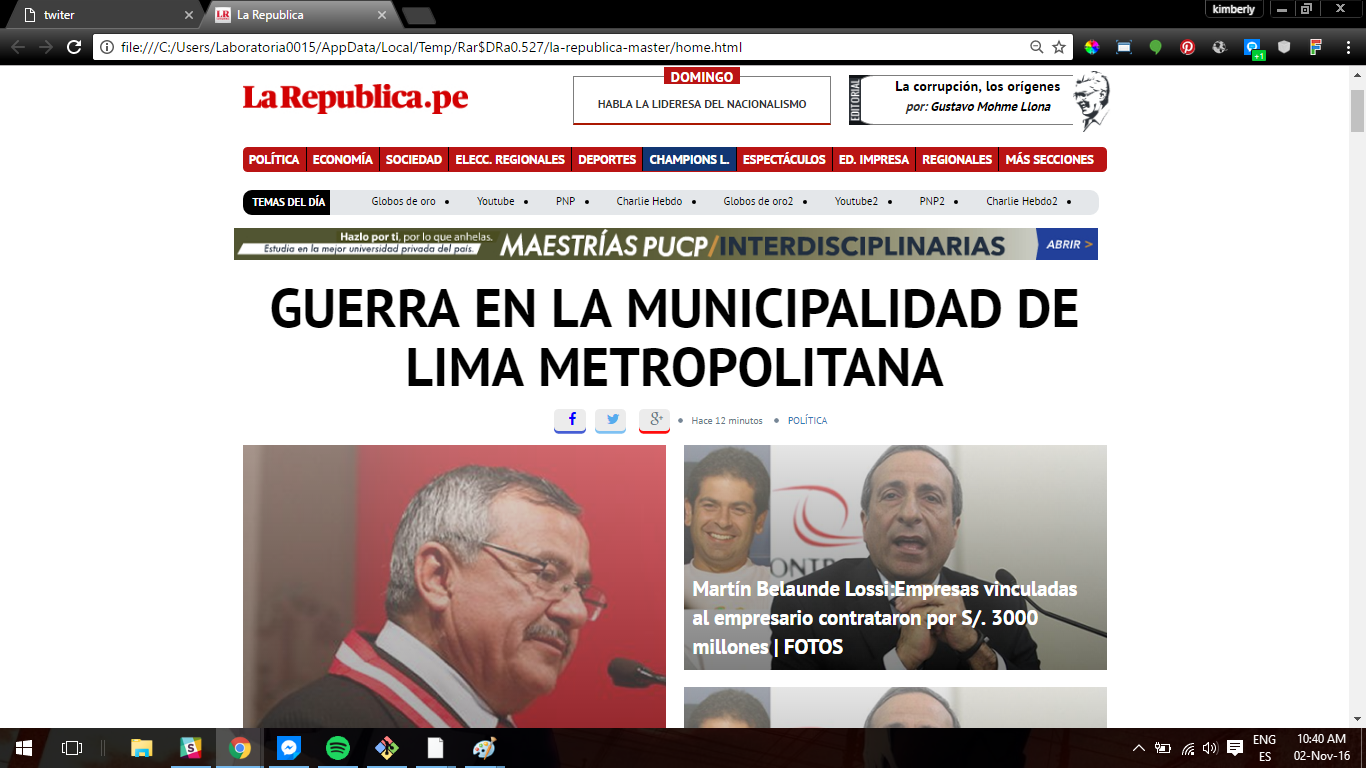 twiter
La Republica
kimberly
file:///C:/Users/Laboratoria0015/AppData/Local/Temp/Rar$DRa0.527/la-republica-master/home.html
+1
LaRepublica.pe
DOMINGO
HABLA LA LIDERESA DEL NACIONALISMO
EDITORIAL
La corrupción, los orígenes
por: Gustavo Mohme Llona
POLÍTICA ECONOMÍA SOCIEDAD ELECC. REGIONALES DEPORTES CHAMPIONS L. ESPECTÁCULOS ED. IMPRESA REGIONALES MÁS SECCIONES
TEMAS DEL DÍA Globos de oro • Youtube • PNP • Charlie Hebdo • Globos de oro2 • Youtube2 • PNP2 • Charlie Hebdo2 •
Hazlo por ti, por lo que anhelas.
Estudia en la mejor universidad privada del país.
MAESTRÍAS PUCP/INTERDISCIPLINARIAS
ABRIR >
GUERRA EN LA MUNICIPALIDAD DE
LIMA METROPOLITANA
• Hace 12 minutos • POLÍTICA
ONTR
Martín Belaunde Lossi:Empresas vinculadas
al empresario contrataron por S/. 3000
millones | FOTOS
ENG
ES
10:40 AM
02-Nov-16